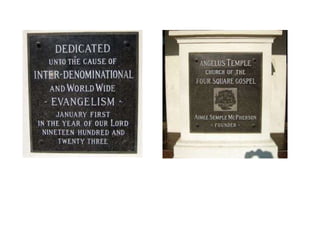 DEDICATED
UNTO THE CAUSE OF
INTER-DENOMINATIONAL
AND WORLD WIDE
- EVANGELISM -
JANUARY FIRST
IN THE YEAR OF OUR LORD
NINETEEN HUNDRED AND
TWENTY THREE
ANGELUS TEMPLE
CHURCH OF THE
FOUR SQUARE GOSPEL
AIMEE SEMPLE MCPHERSON
- FOUNDER -